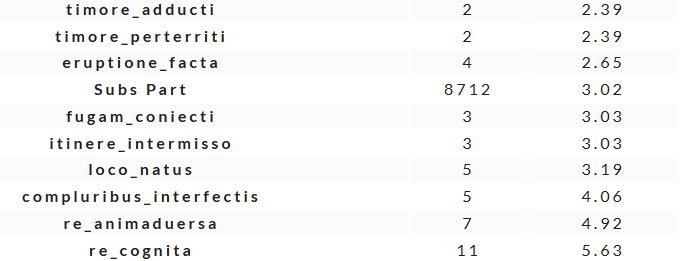 timore_adducti 2 2.39
timore_perterriti 2 2.39
eruptione_facta 4 2.65
Subs Part 8712 3.02
fugam_coniecti 3 3.03
itinere_intermisso 3 3.03
loco_natus 5 3.19
compluribus_interfectis 5 4.06
re_animaduersa 7 4.92
re_cognita 11 5.63